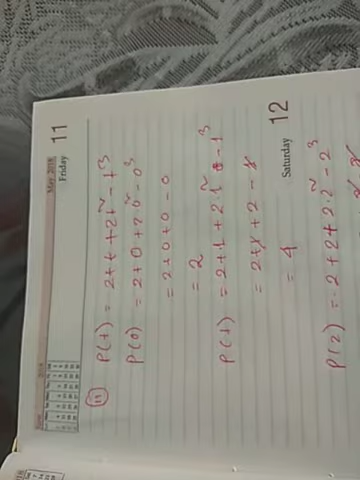 May 2018
Friday 11
(ii) P(t) = 2 + t + 2t² - t³
P(0) = 2 + 0 + 2·0² - 0³
= 2 + 0 + 0 - 0
= 2
P(1) = 2 + 1 + 2·1² - 1³
= 2 + 1 + 2 - 1
= 4
Saturday 12
P(2) = 2 + 2 + 2·2² - 2³